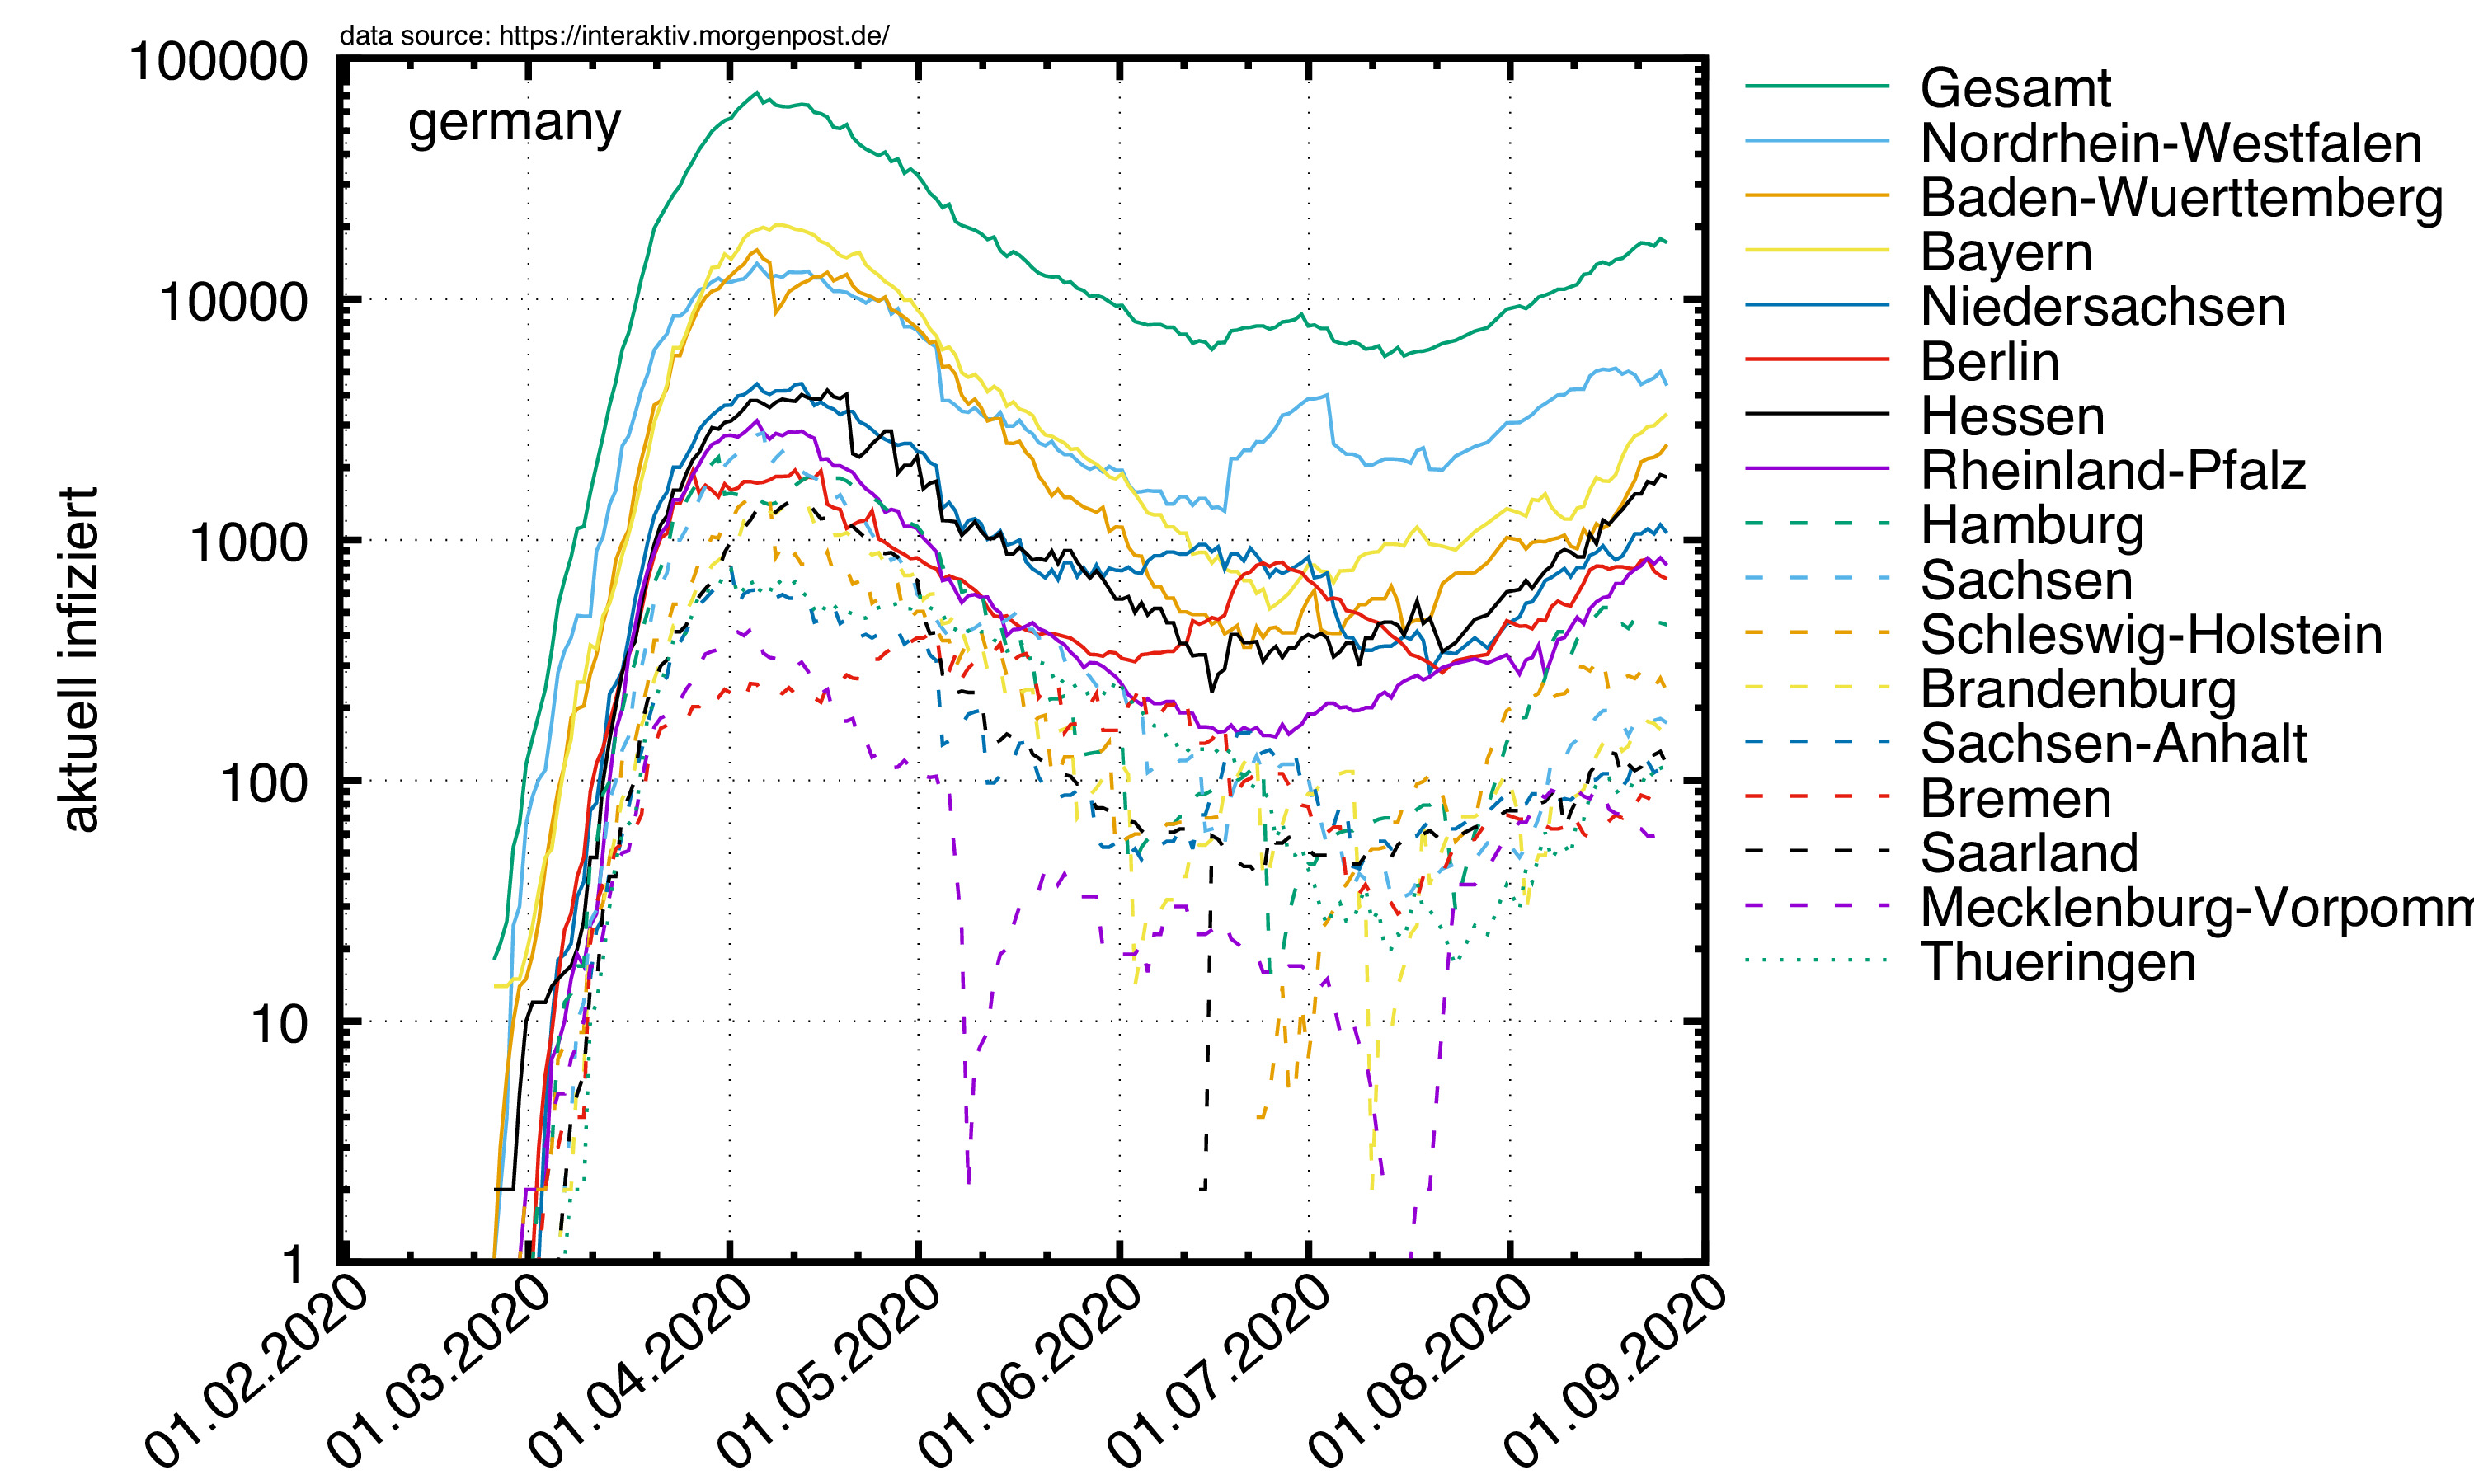 data source: https://interaktiv.morgenpost.de/
germany
aktuell infiziert
100000
10000
1000
100
10
1
01.02.2020
01.03.2020
01.04.2020
01.05.2020
01.06.2020
01.07.2020
01.08.2020
01.09.2020
Gesamt
Nordrhein-Westfalen
Baden-Wuerttemberg
Bayern
Niedersachsen
Berlin
Hessen
Rheinland-Pfalz
Hamburg
Sachsen
Schleswig-Holstein
Brandenburg
Sachsen-Anhalt
Bremen
Saarland
Mecklenburg-Vorpomm
Thueringen